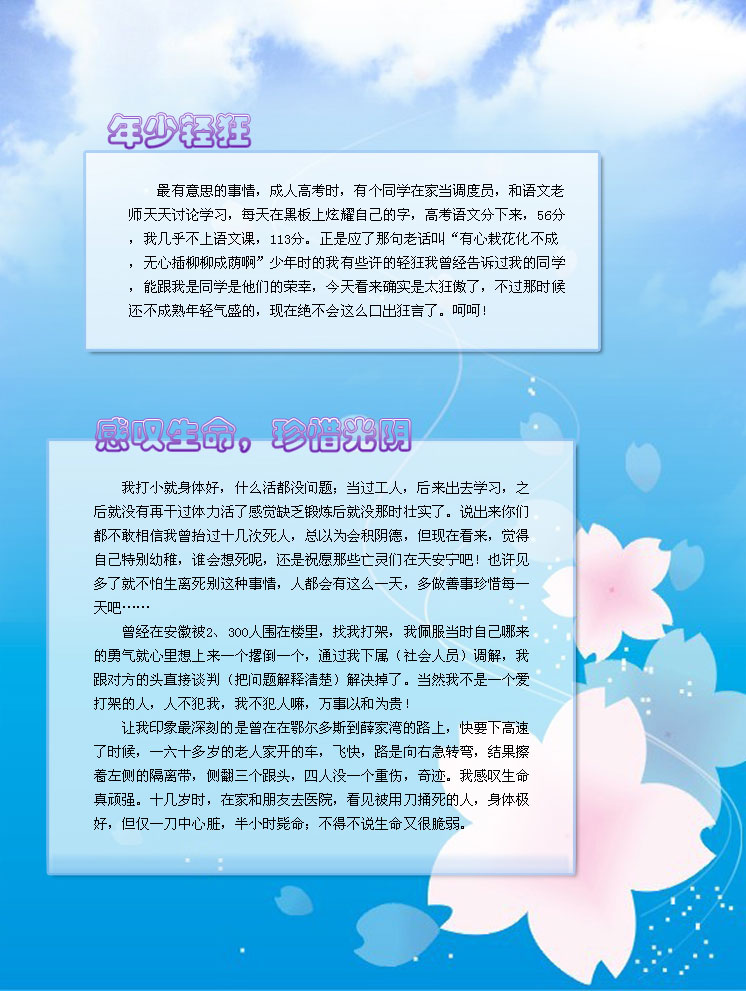 年少轻狂
最有意思的事情，成人高考时，有个同学在家当调度员，和语文老
师天天讨论学习，每天在黑板上炫耀自己的字，高考语文分下来，56分
，我几乎不上语文课，113分。正是应了那句老话叫“有心栽花化不成
，无心插柳柳成荫啊”少年时的我有些许的轻狂我曾经告诉过我的同学
，能跟我是同学是他们的荣幸，今天看来确实是太狂傲了，不过那时候
还不成熟年轻气盛的，现在绝不会这么口出狂言了。呵呵！
感叹生命，珍惜光阴
我打小就身体好，什么活都没问题；当过工人，后来出去学习，之
后就没有再干过体力活了感觉缺乏锻炼后就没那时壮实了。说出来你们
都不敢相信我曾抬过十几次死人，总以为会积阴德，但现在看来，觉得
自己特别幼稚，谁会想死呢，还是祝愿那些亡灵们在天安宁吧！也许见
多了就不怕生离死别这种事情，人都会有这么一天，多做善事珍惜每一
天吧……
曾经在安徽被2、300人围在楼里，找我打架，我佩服当时自己哪来
的勇气就心里想上来一个撂倒一个，通过我下属（社会人员）调解，我
跟对方的头直接谈判（把问题解释清楚）解决掉了。当然我不是一个爱
打架的人，人不犯我，我不犯人嘛，万事以和为贵！
让我印象最深刻的是曾在在鄂尔多斯到薛家湾的路上，快要下高速
了时候，一六十多岁的老人家开的车，飞快，路是向右急转弯，结果擦
着左侧的隔离带，侧翻三个跟头，四人没一个重伤，奇迹。我感叹生命
真顽强。十几岁时，在家和朋友去医院，看见被用刀捅死的人，身体极
好，但仅一刀中心脏，半小时毙命；不得不说生命又很脆弱。